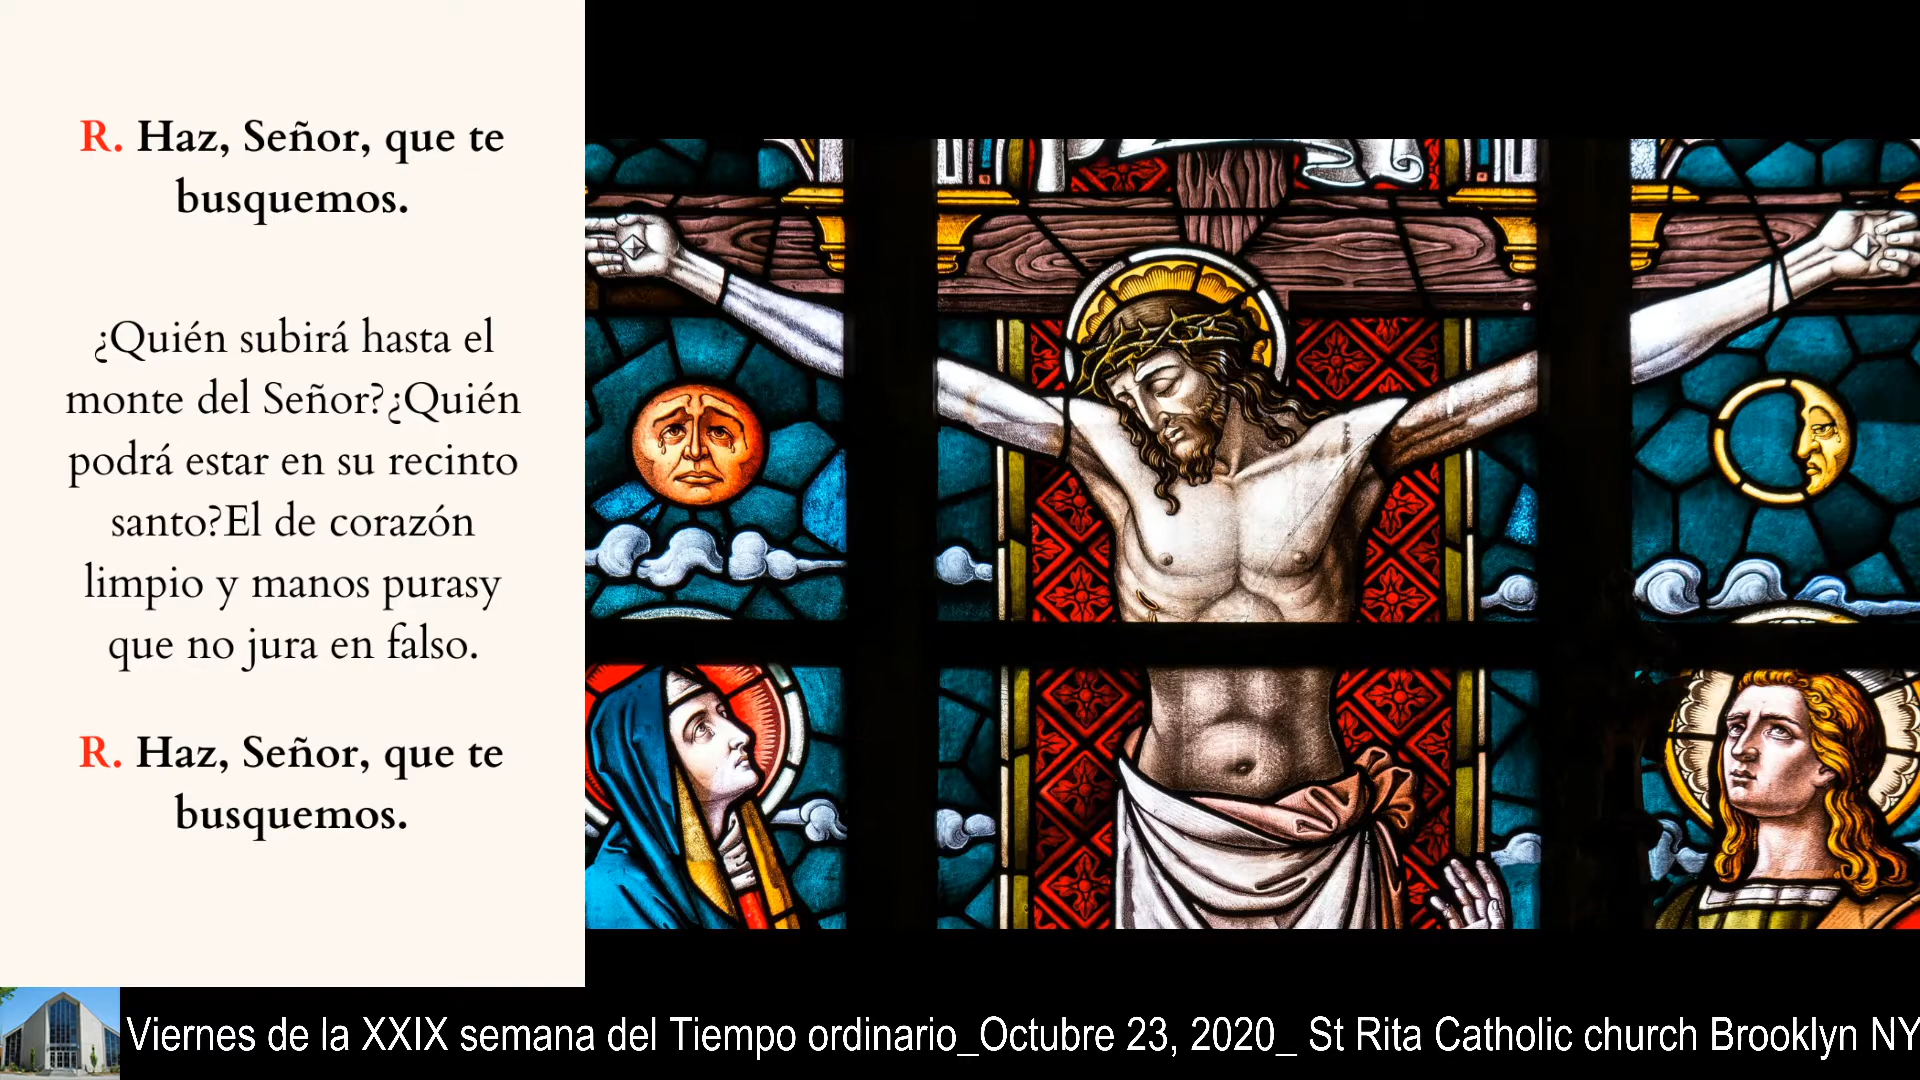 R. Haz, Señor, que te
busquemos.
¿Quién subirá hasta el
monte del Señor?¿Quién
podrá estar en su recinto
santo?El de corazón
limpio y manos purasy
que no jura en falso.
R. Haz, Señor, que te
busquemos.
Viernes de la XXIX semana del Tiempo ordinario_Octubre 23, 2020_ St Rita Catholic church Brooklyn NY